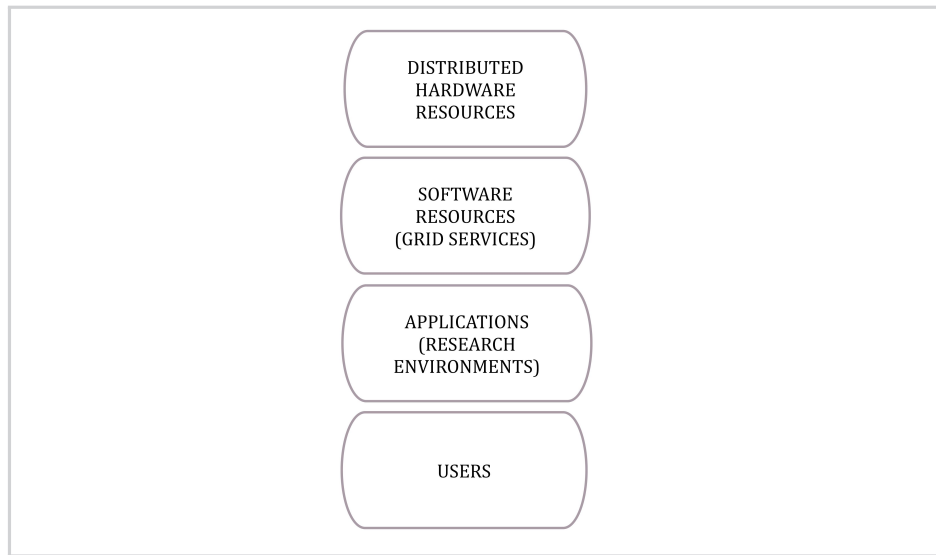 DISTRIBUTED
HARDWARE
RESOURCES
SOFTWARE
RESOURCES
(GRID SERVICES)
APPLICATIONS
(RESEARCH
ENVIRONMENTS)
USERS